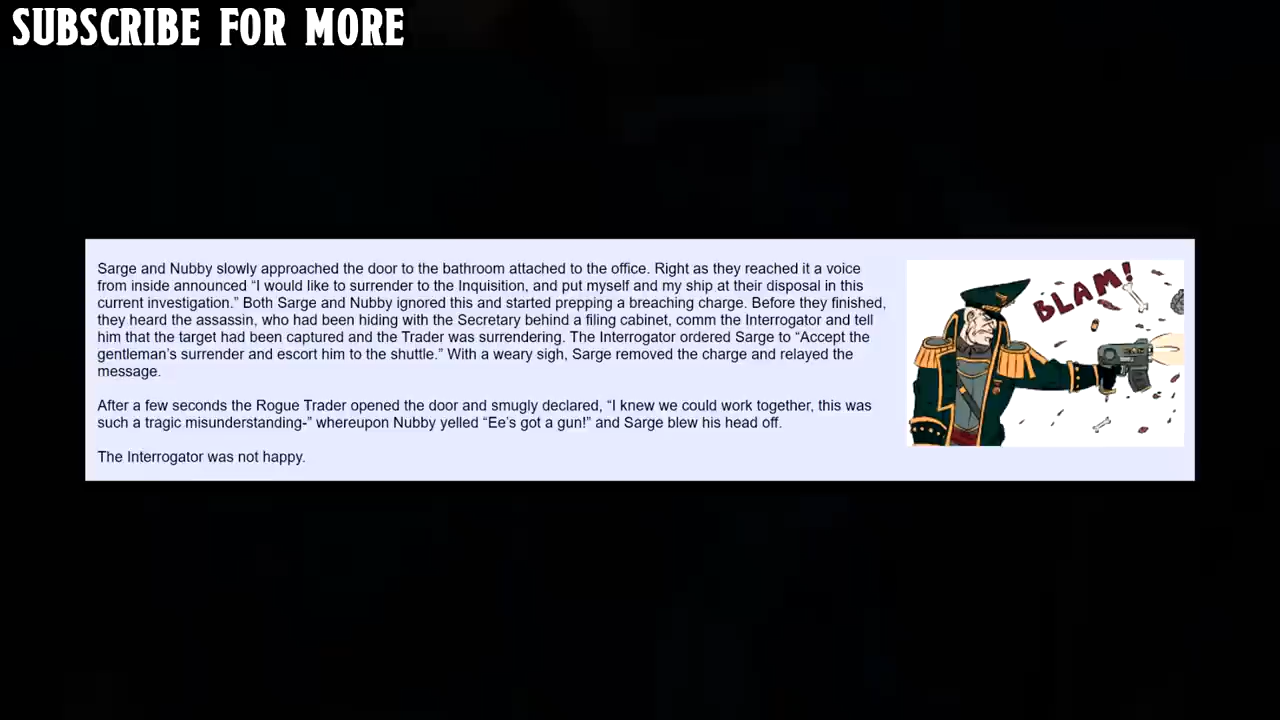 SUBSCRIBE FOR MORE
Sarge and Nubby slowly approached the door to the bathroom attached to the office. Right as they reached it a voice
from inside announced “I would like to surrender to the Inquisition, and put myself and my ship at their disposal in this
current investigation.” Both Sarge and Nubby ignored this and started prepping a breaching charge. Before they finished,
they heard the assassin, who had been hiding with the Secretary behind a filing cabinet, comm the Interrogator and tell
him that the target had been captured and the Trader was surrendering. The Interrogator ordered Sarge to “Accept the
gentleman’s surrender and escort him to the shuttle.” With a weary sigh, Sarge removed the charge and relayed the
message.
After a few seconds the Rogue Trader opened the door and smugly declared, “I knew we could work together, this was
such a tragic misunderstanding-” whereupon Nubby yelled “Ee’s got a gun!” and Sarge blew his head off.
The Interrogator was not happy.
BLAM!